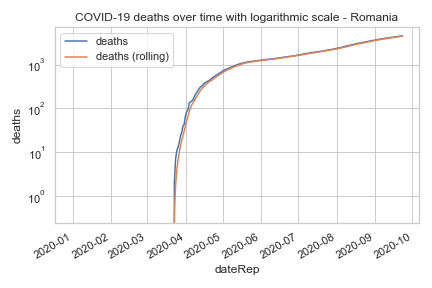 COVID-19 deaths over time with logarithmic scale - Romania
deaths
deaths (rolling)
deaths
10³
10²
10¹
10⁰
2020-01
2020-02
2020-03
2020-04
2020-05
2020-06
2020-07
2020-08
2020-09
2020-10
dateRep